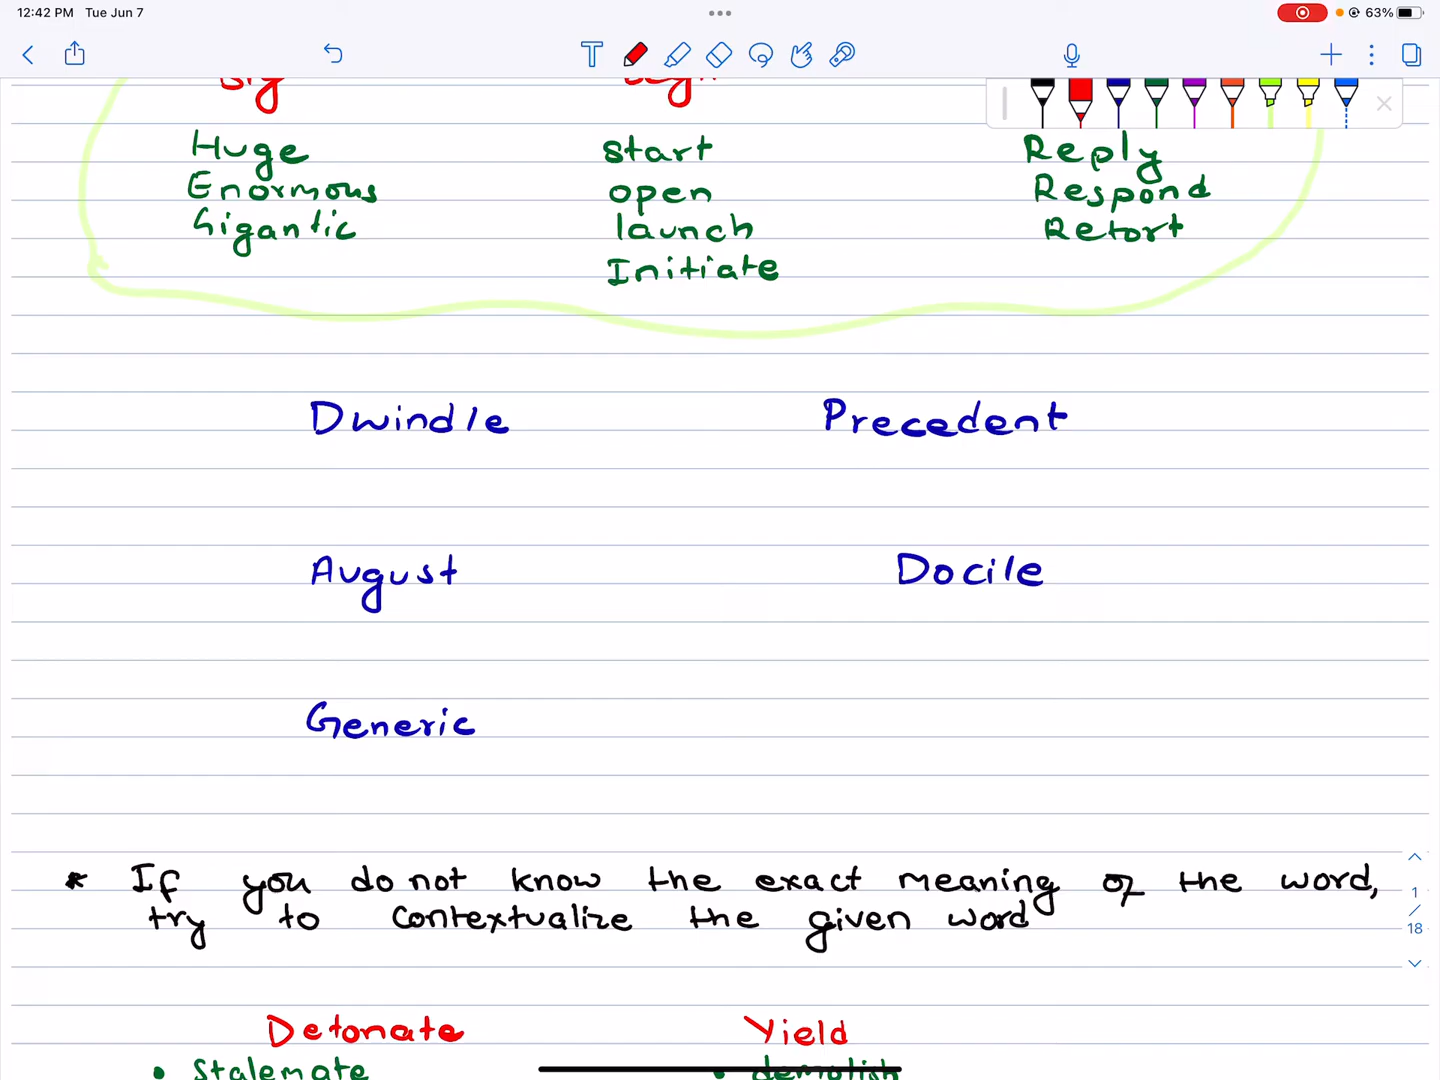 12:42 PM Tue Jun 7
63%
Big
Huge
Enormous
Gigantic
start
open
launch
Initiate
Reply
Respond
Retort
Dwindle Precedent
August Docile
Generic
* If you do not know the exact meaning of the word,
try to contextualize the given word
1
/
18
Detonate Yield
• Stalemate • demolish